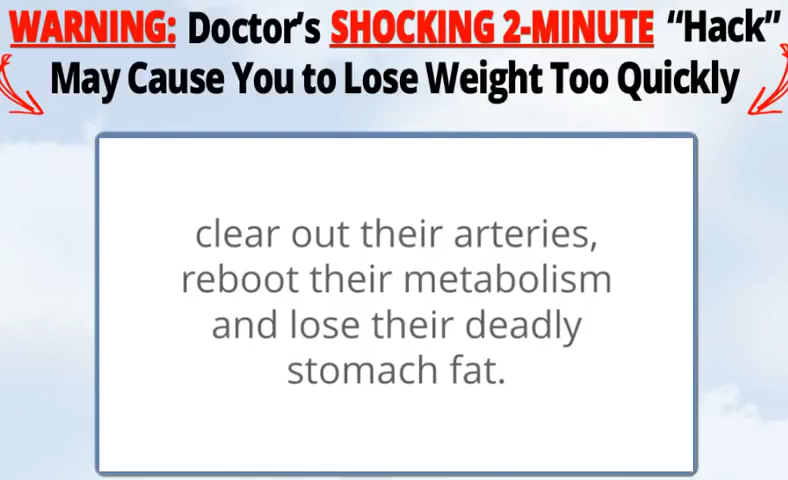 WARNING: Doctor's SHOCKING 2-MINUTE “Hack”
May Cause You to Lose Weight Too Quickly
clear out their arteries,
reboot their metabolism
and lose their deadly
stomach fat.